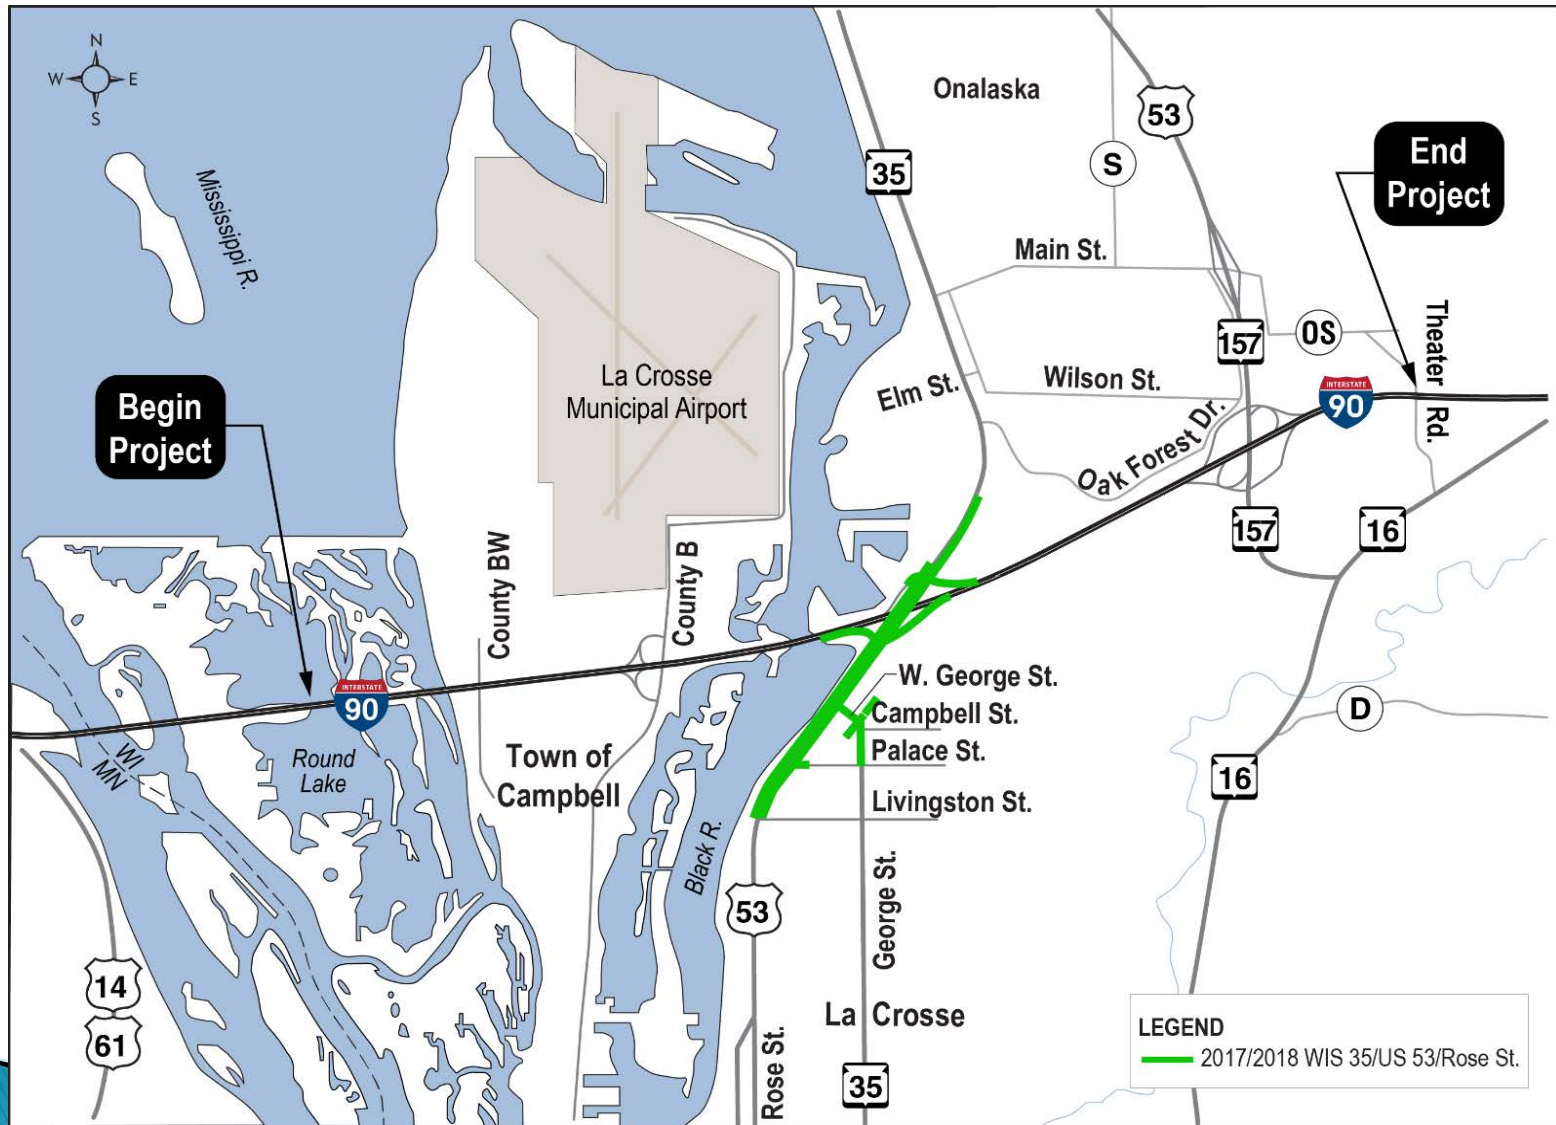 N
W E
S
Mississippi R.
Onalaska
53
End
Project
S
35
Main St.
157
OS
Theater Rd.
La Crosse
Municipal Airport
Elm St.
Wilson St.
INTERSTATE
90
Begin
Project
Oak Forest Dr.
157
16
County BW
County B
W. George St.
INTERSTATE
90
Campbell St.
D
WI
MN
Round
Lake
Town of
Campbell
Palace St.
16
Livingston St.
Black R.
53
George St.
14
61
La Crosse
Rose St.
35
LEGEND
2017/2018 WIS 35/US 53/Rose St.